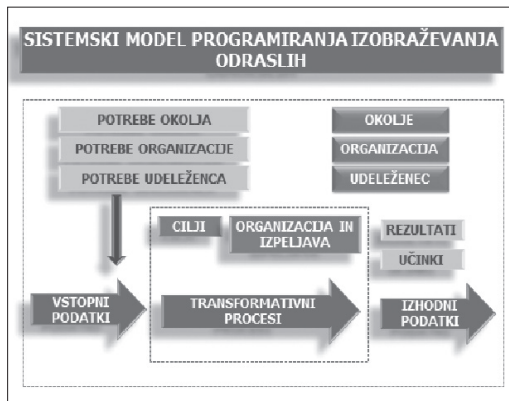 SISTEMSKI MODEL PROGRAMIRANJA IZOBRAŽEVANJA
ODRASLIH
POTREBE OKOLJA
POTREBE ORGANIZACIJE
POTREBE UDELEŽENCA
OKOLJE
ORGANIZACIJA
UDELEŽENEC
CILJI
ORGANIZACIJA IN
IZPELJAVA
REZULTATI
UČINKI
VSTOPNI
PODATKI
TRANSFORMATIVNI
PROCESI
IZHODNI
PODATKI